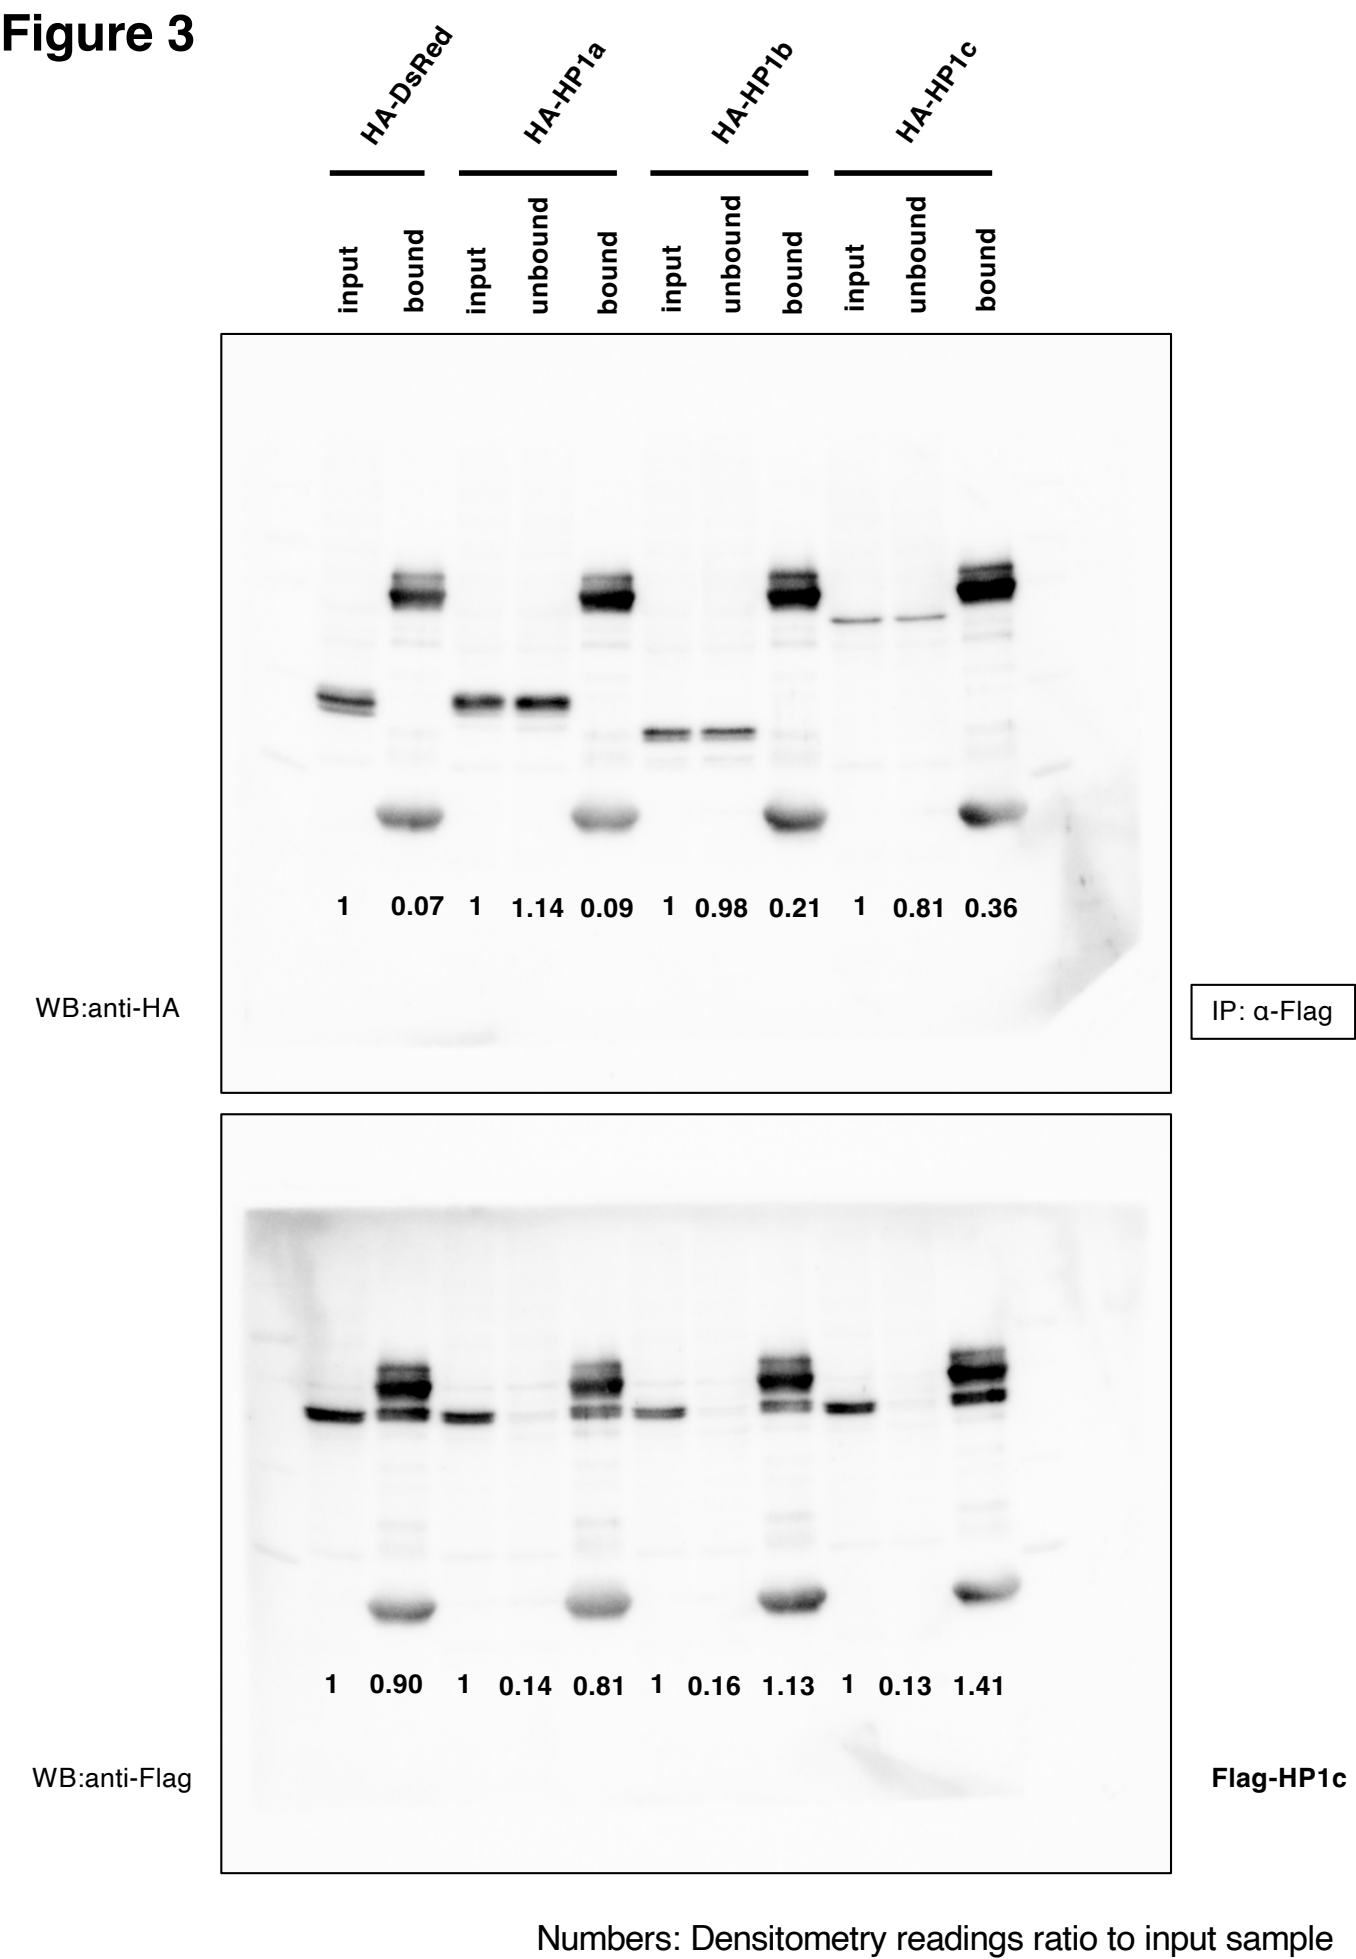 Figure 3
HA-DsRed HA-HP1a HA-HP1b HA-HP1c
input bound input unbound bound input unbound bound input unbound bound
1 0.07 1 1.14 0.09 1 0.98 0.21 1 0.81 0.36
WB:anti-HA
IP: α-Flag
1 0.90 1 0.14 0.81 1 0.16 1.13 1 0.13 1.41
WB:anti-Flag
Flag-HP1c
Numbers: Densitometry readings ratio to input sample